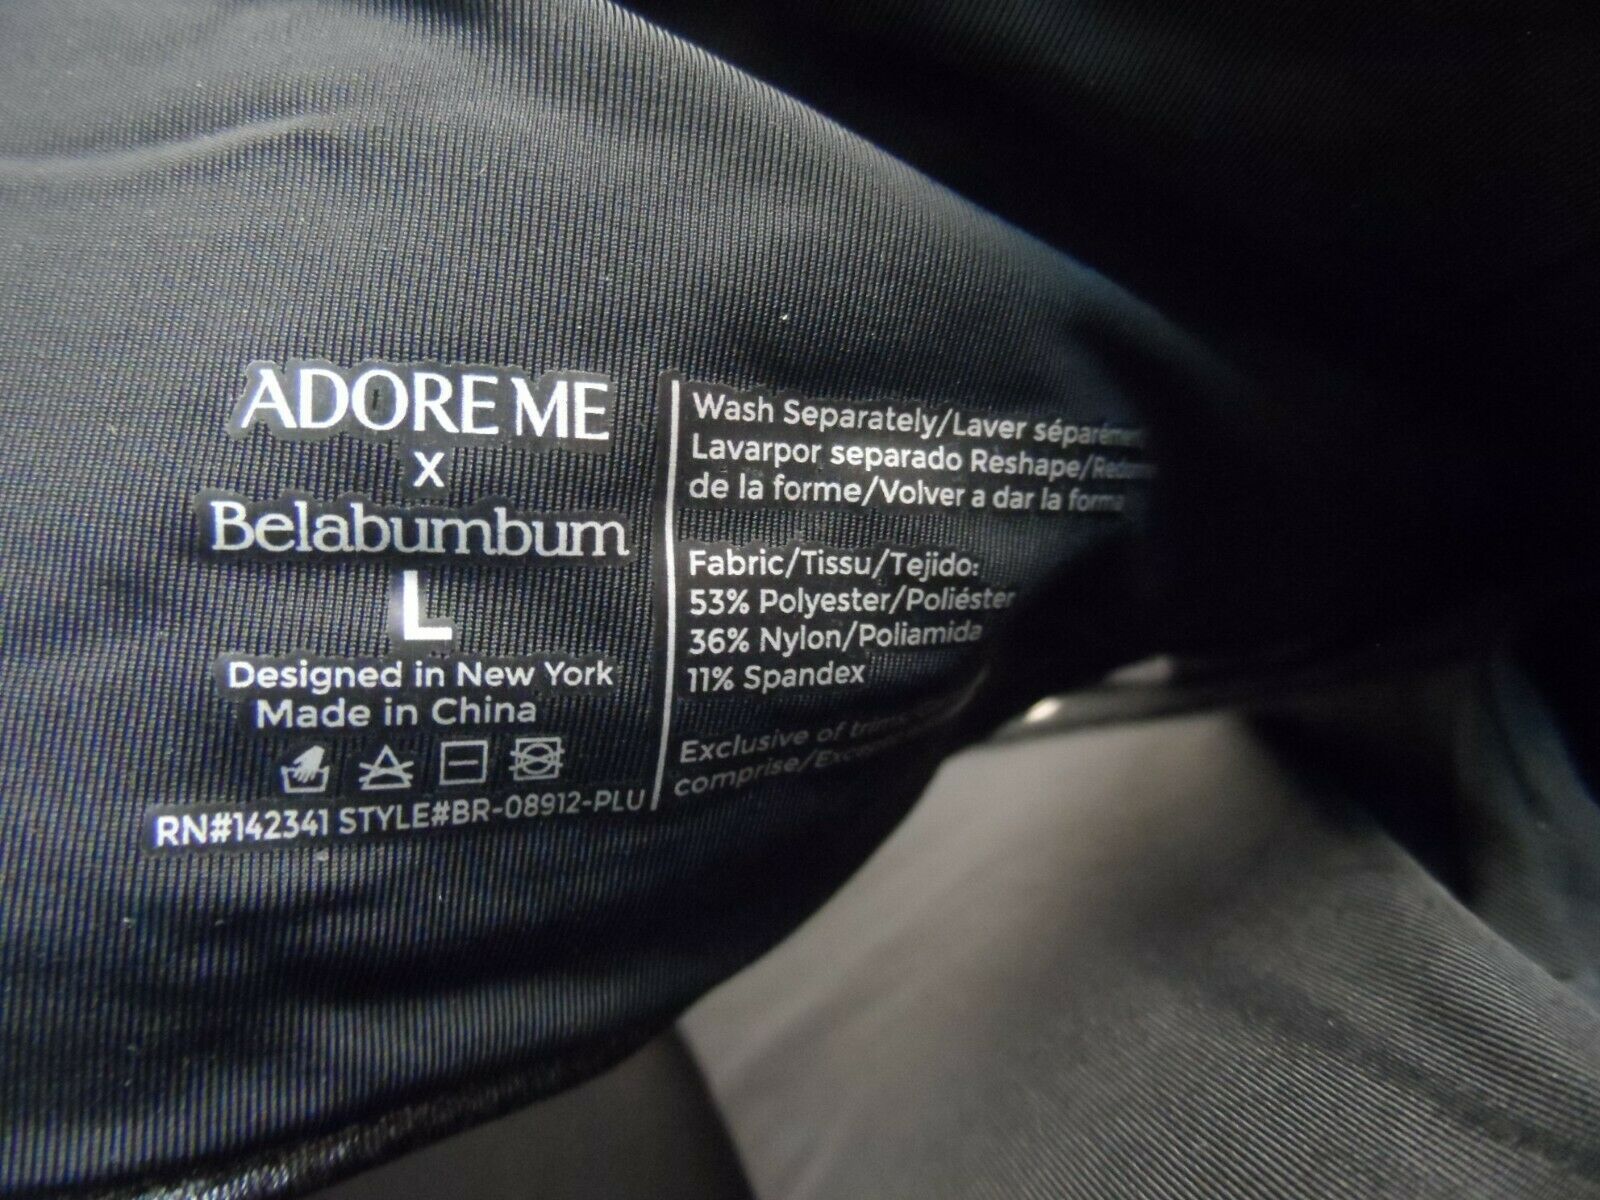 ADORE ME
X
Belabumbum
L
Designed in New York
Made in China
RN#142341 STYLE#BR-08912-PLU
Wash Separately/Laver séparément
Lavarpor separado Reshape/
de la forme/Volver a dar la forma
Fabric/Tissu/Tejido:
53% Polyester/Poliéster
36% Nylon/Poliamida
11% Spandex
Exclusive of
comprise/